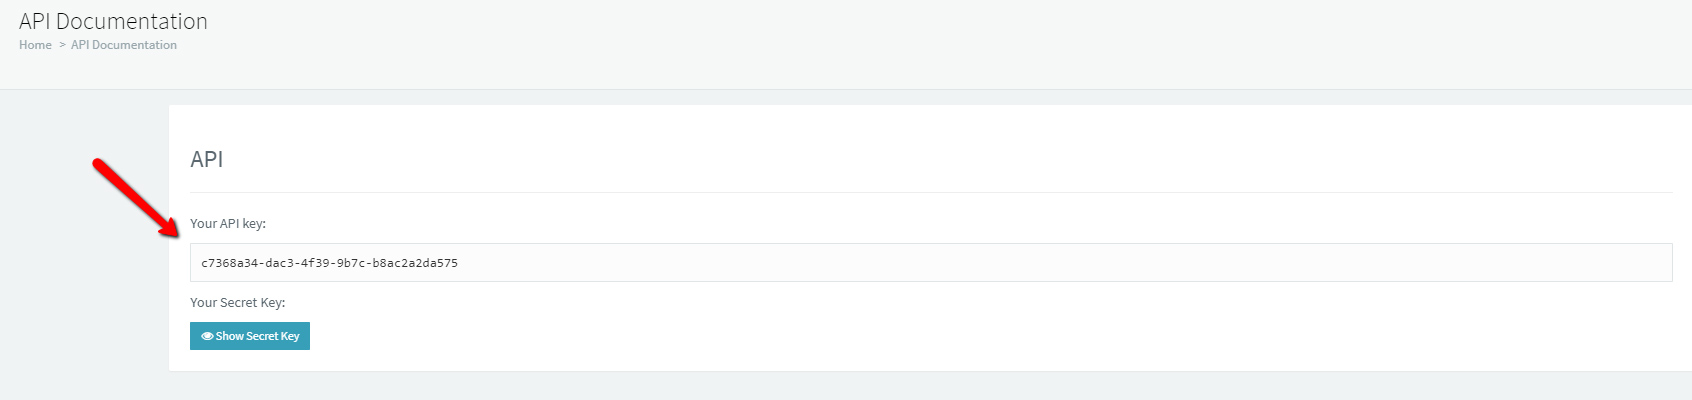 API Documentation
Home > API Documentation
API
Your API key:
c7368a34-dac3-4f39-9b7c-b8ac2a2da575
Your Secret Key:
Show Secret Key